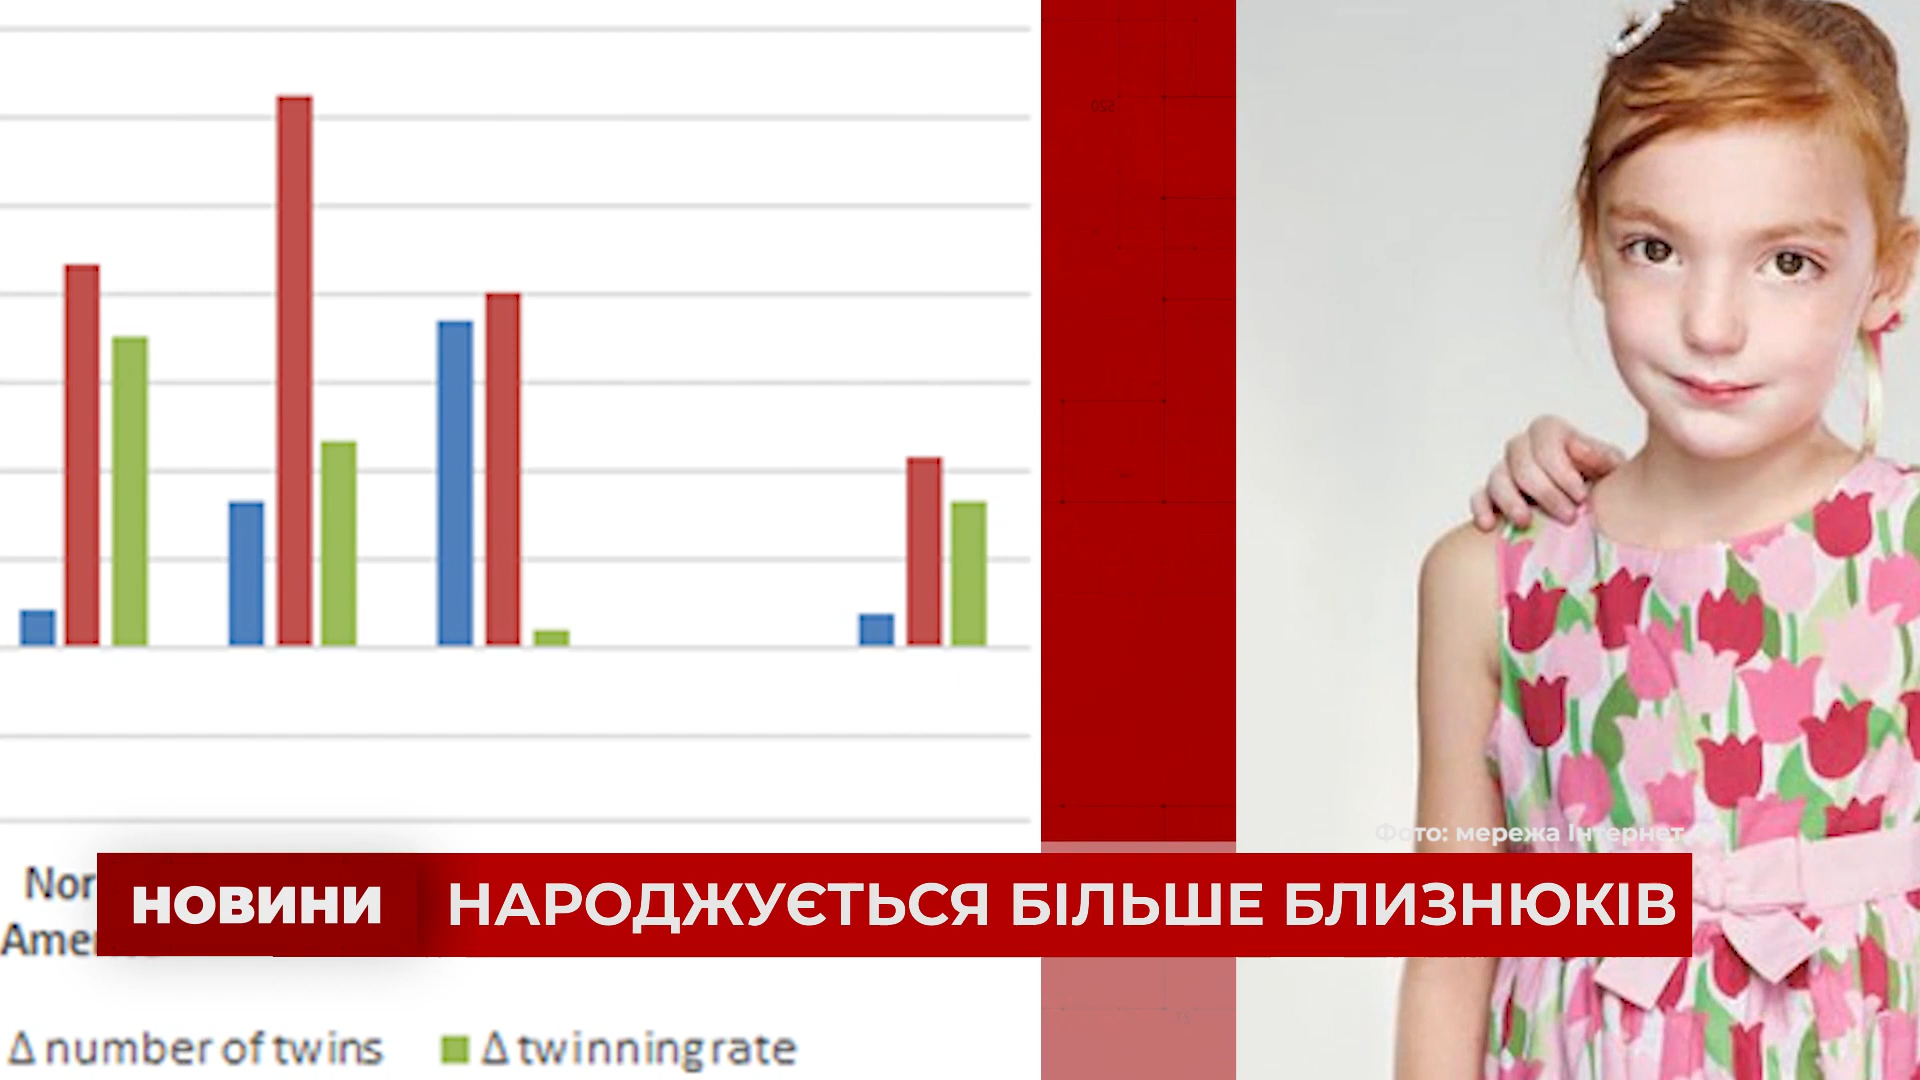 Nor
Ame
Фото: мережа Інтернет
НОВИНИ НАРОДЖУЄТЬСЯ БІЛЬШЕ БЛИЗНЮКІВ
Δ number of twins Δ twinning rate